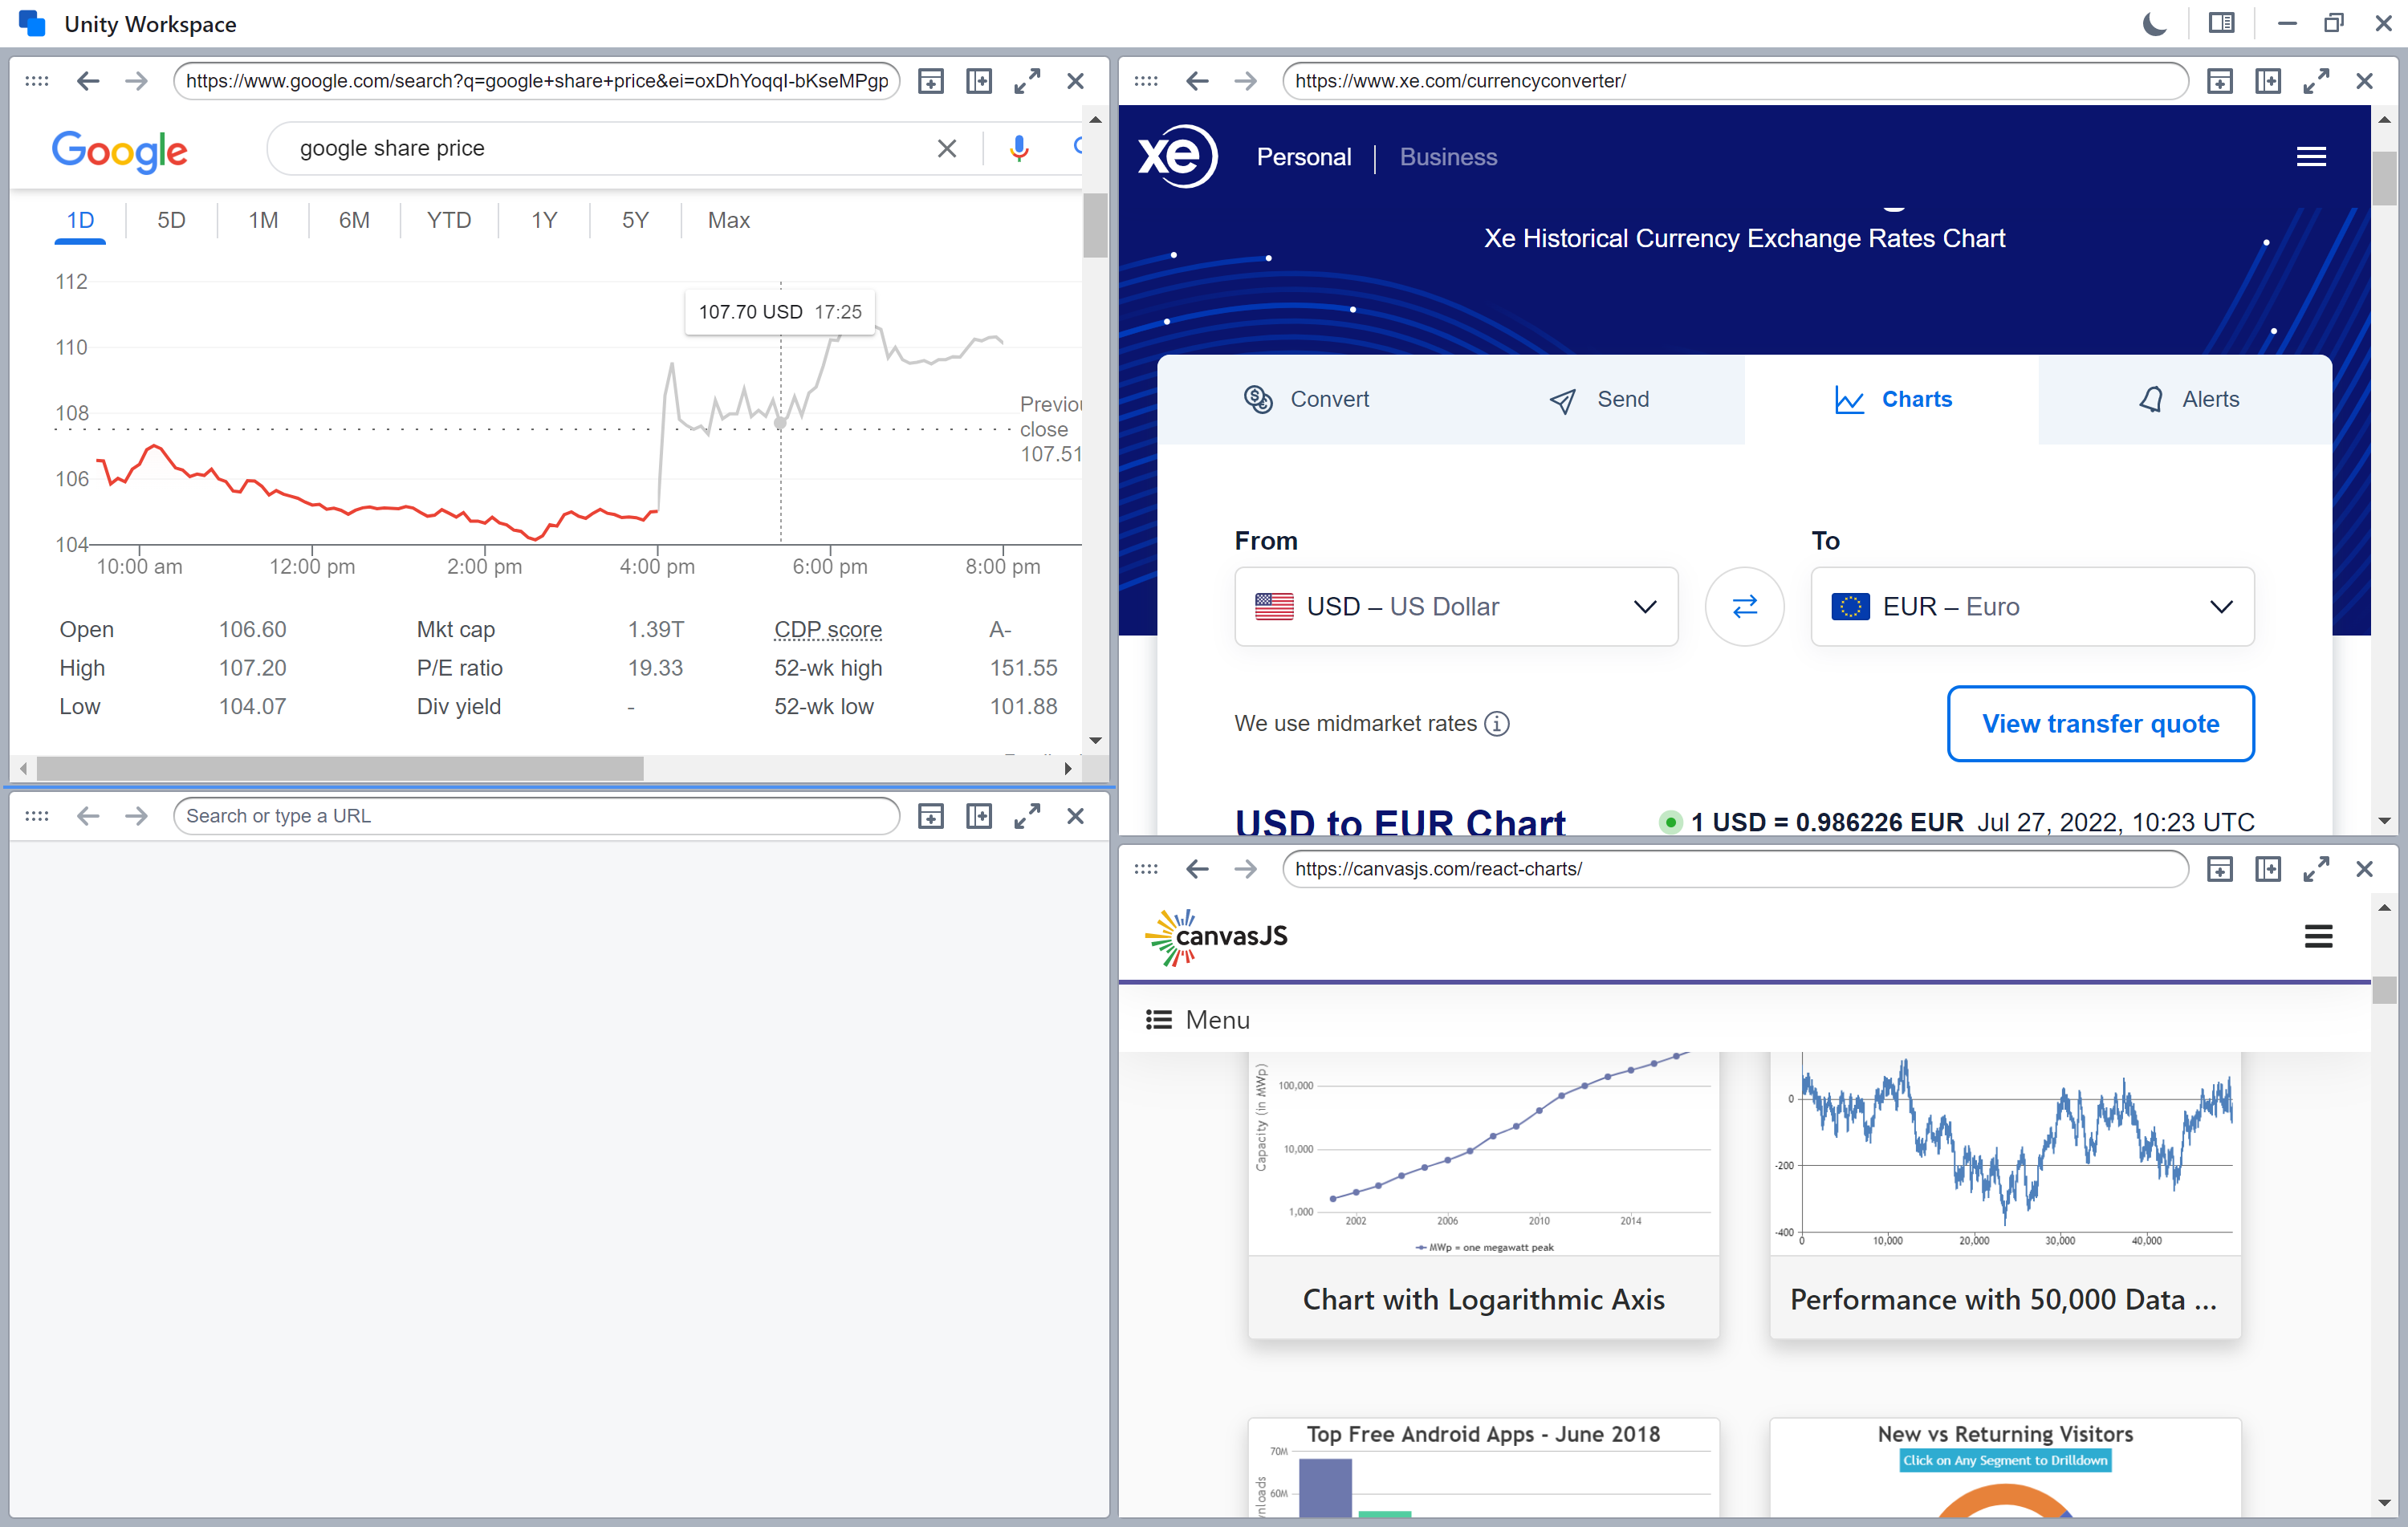 Unity Workspace
https://www.google.com/search?q=google+share+price&ei=oxDhYoqqI-bKseMPgp
Google
google share price
1D 5D 1M 6M YTD 1Y 5Y Max
112
107.70 USD 17:25
110
108
Previou
close
107.51
106
104
10:00 am 12:00 pm 2:00 pm 4:00 pm 6:00 pm 8:00 pm
Open 106.60 Mkt cap 1.39T CDP score A-
High 107.20 P/E ratio 19.33 52-wk high 151.55
Low 104.07 Div yield - 52-wk low 101.88
Search or type a URL
https://www.xe.com/currencyconverter/
xe Personal Business
Xe Historical Currency Exchange Rates Chart
Convert Send Charts Alerts
From To
USD – US Dollar EUR – Euro
We use midmarket rates View transfer quote
USD to EUR Chart 1 USD = 0.986226 EUR Jul 27, 2022, 10:23 UTC
https://canvasjs.com/react-charts/
canvasJS
Menu
Capacity (in MWp)
100,000
10,000
1,000
2002 2006 2010 2014
MWp = one megawatt peak
Chart with Logarithmic Axis
0
-200
-400
0 10,000 20,000 30,000 40,000
Performance with 50,000 Data ...
Top Free Android Apps - June 2018
70M
60M
nloads
New vs Returning Visitors
Click on Any Segment to Drilldown